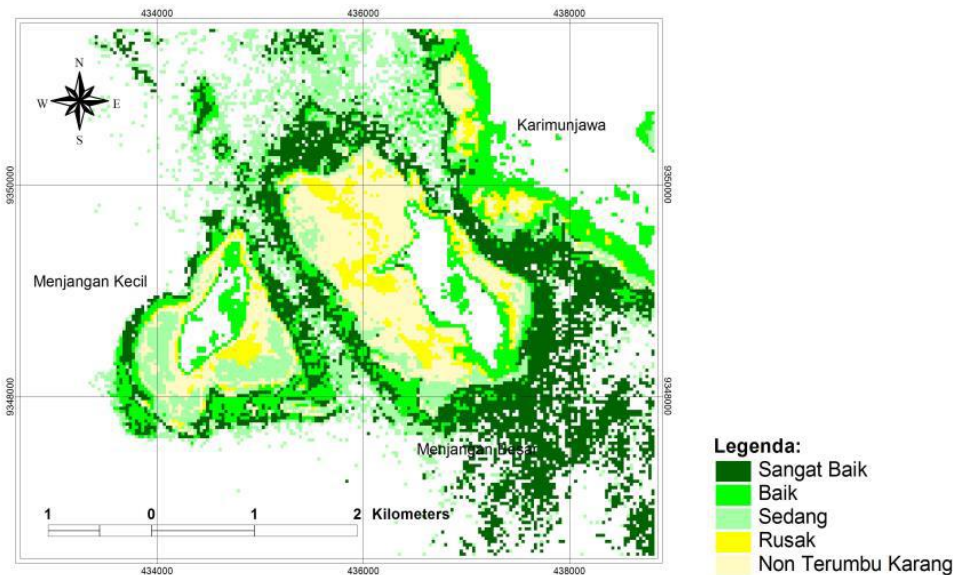 434000 436000 438000
N
W E
S
Karimunjawa
9350000 9350000
Menjangan Kecil
9348000 9348000
Menjangan Besar
1 0 1 2 Kilometers
434000 436000 438000
Legenda:
Sangat Baik
Baik
Sedang
Rusak
Non Terumbu Karang